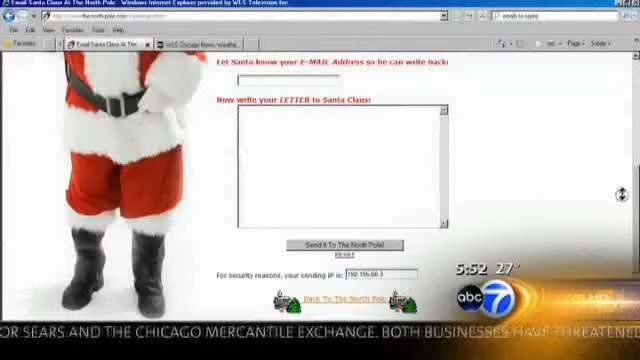 Email Santa Claus At The North Pole - Windows Internet Explorer provided by WLS Television Inc
File Edit View Favorites Tools Help
Favorites
Email Santa Claus At The...
WLS Chicago News, Weathe...
Page
Safety
Let Santa know your E-MAIL Address so he can write back:
Now write your LETTER to Santa Claus:
Send It To The North Pole!
For security reasons, your sending IP is:
Back To The North Pole
5:52 27°
abc 7
OR SEARS AND THE CHICAGO MERCANTILE EXCHANGE. BOTH BUSINESSES HAVE THREATENED